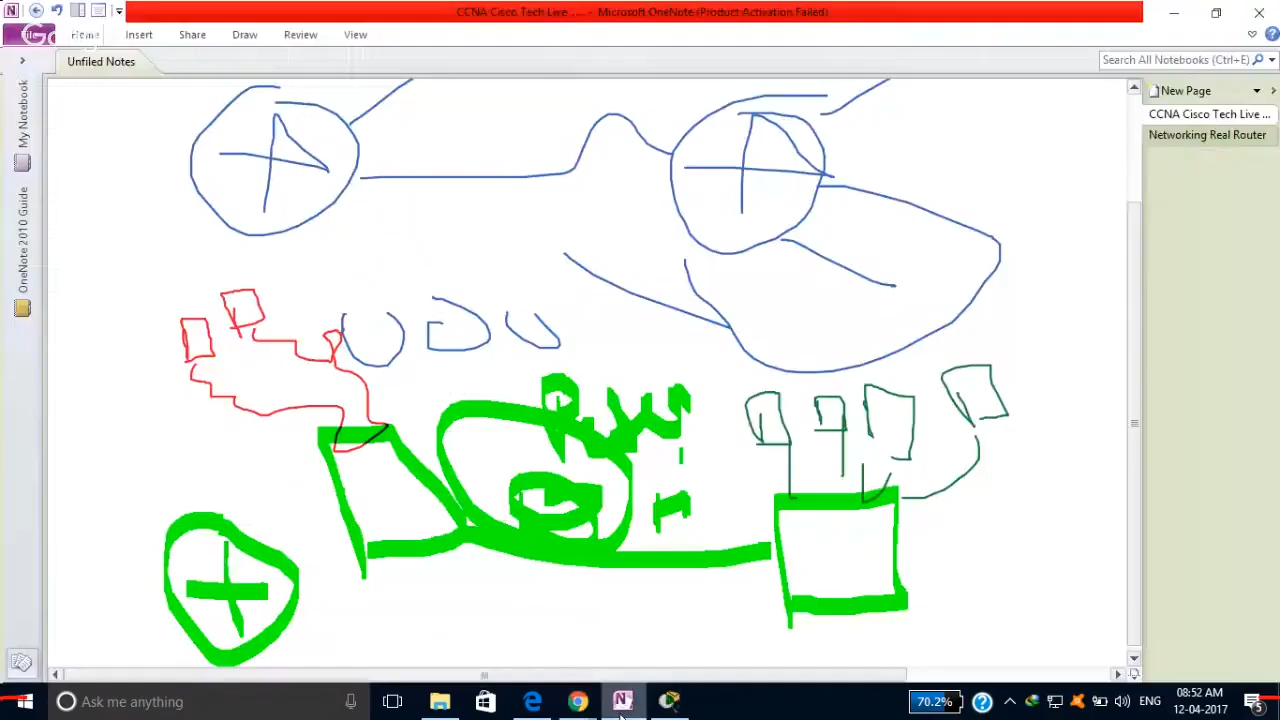 CCNA Cisco Tech Live .... - Microsoft OneNote (Product Activation Failed)
Home Insert Share Draw Review View
Unfiled Notes
Search All Notebooks (Ctrl+E)
My Notebook
OneNote 2010 Guide
New Page
CCNA Cisco Tech Live ...
Networking Real Router
Ask me anything
70.2%
ENG
08:52 AM
12-04-2017
5